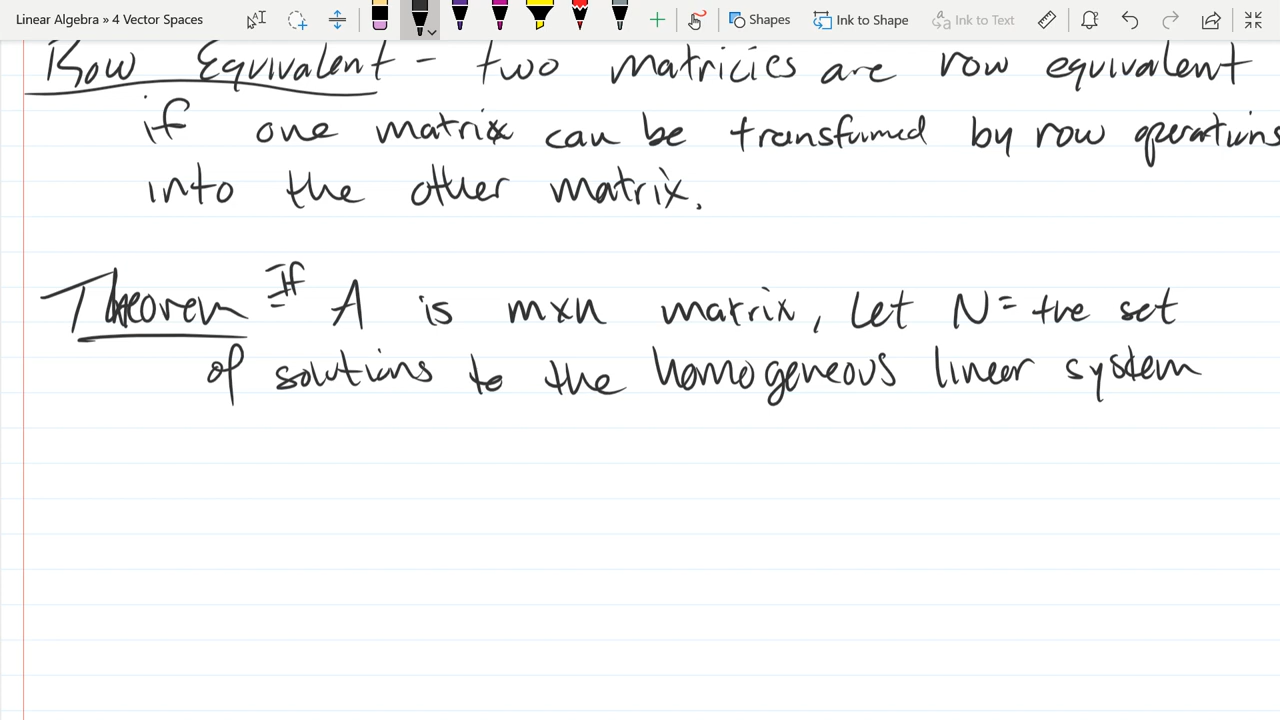 Linear Algebra » 4 Vector Spaces
Shapes
Ink to Shape
Ink to Text
Row Equivalent - two matricies are row equivalent
if one matrix can be transfumed by row operations
into the other matrix.
Theorem If A is mxn matrix, Let N = the set
of solutions to the homogeneous linear system